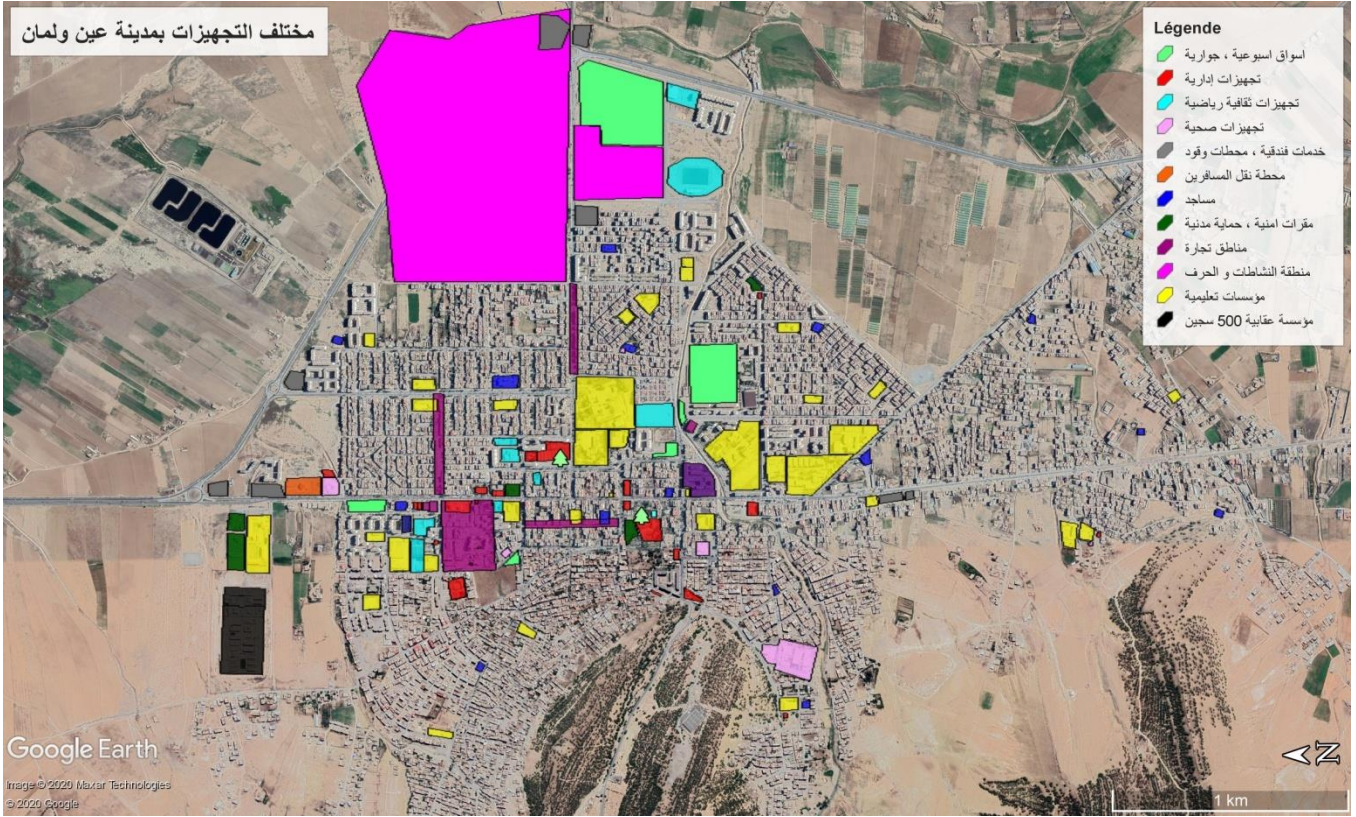 مختلف التجهيزات بمدينة عين ولمان
Légende
اسواق اسبوعية ، جوارية
تجهيزات إدارية
تجهيزات ثقافية رياضية
تجهيزات صحية
خدمات فندقية ، محطات وقود
محطة نقل المسافرين
مساجد
مقرات امنية ، حماية مدنية
مناطق تجارة
منطقة النشاطات و الحرف
مؤسسات تعليمية
مؤسسة عقابية 500 سجين
Google Earth
Image © 2020 Maxar Technologies
© 2020 Google
N
1 km